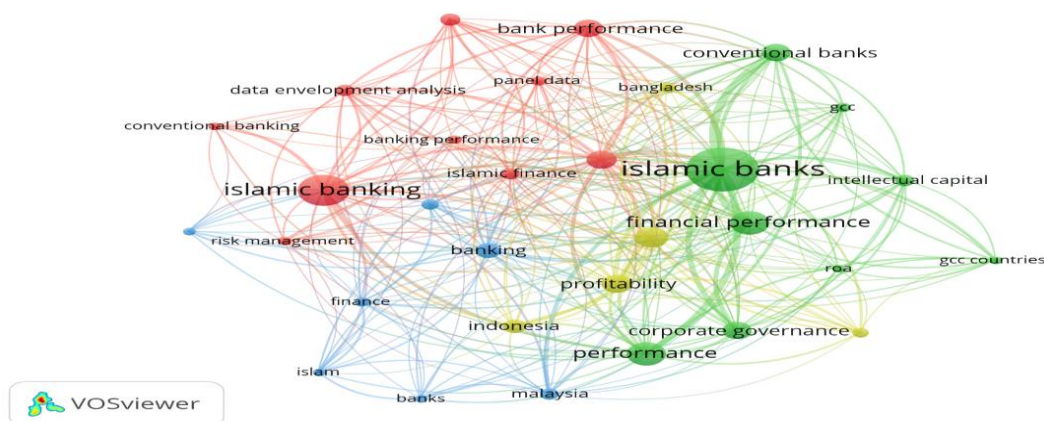 bank performance
conventional banks
panel data
bangladesh
data envelopment analysis
gcc
conventional banking
banking performance
islamic finance
islamic banks
intellectual capital
islamic banking
financial performance
risk management
banking
gcc countries
roa
profitability
finance
indonesia
corporate governance
performance
islam
banks
malaysia
VOSviewer